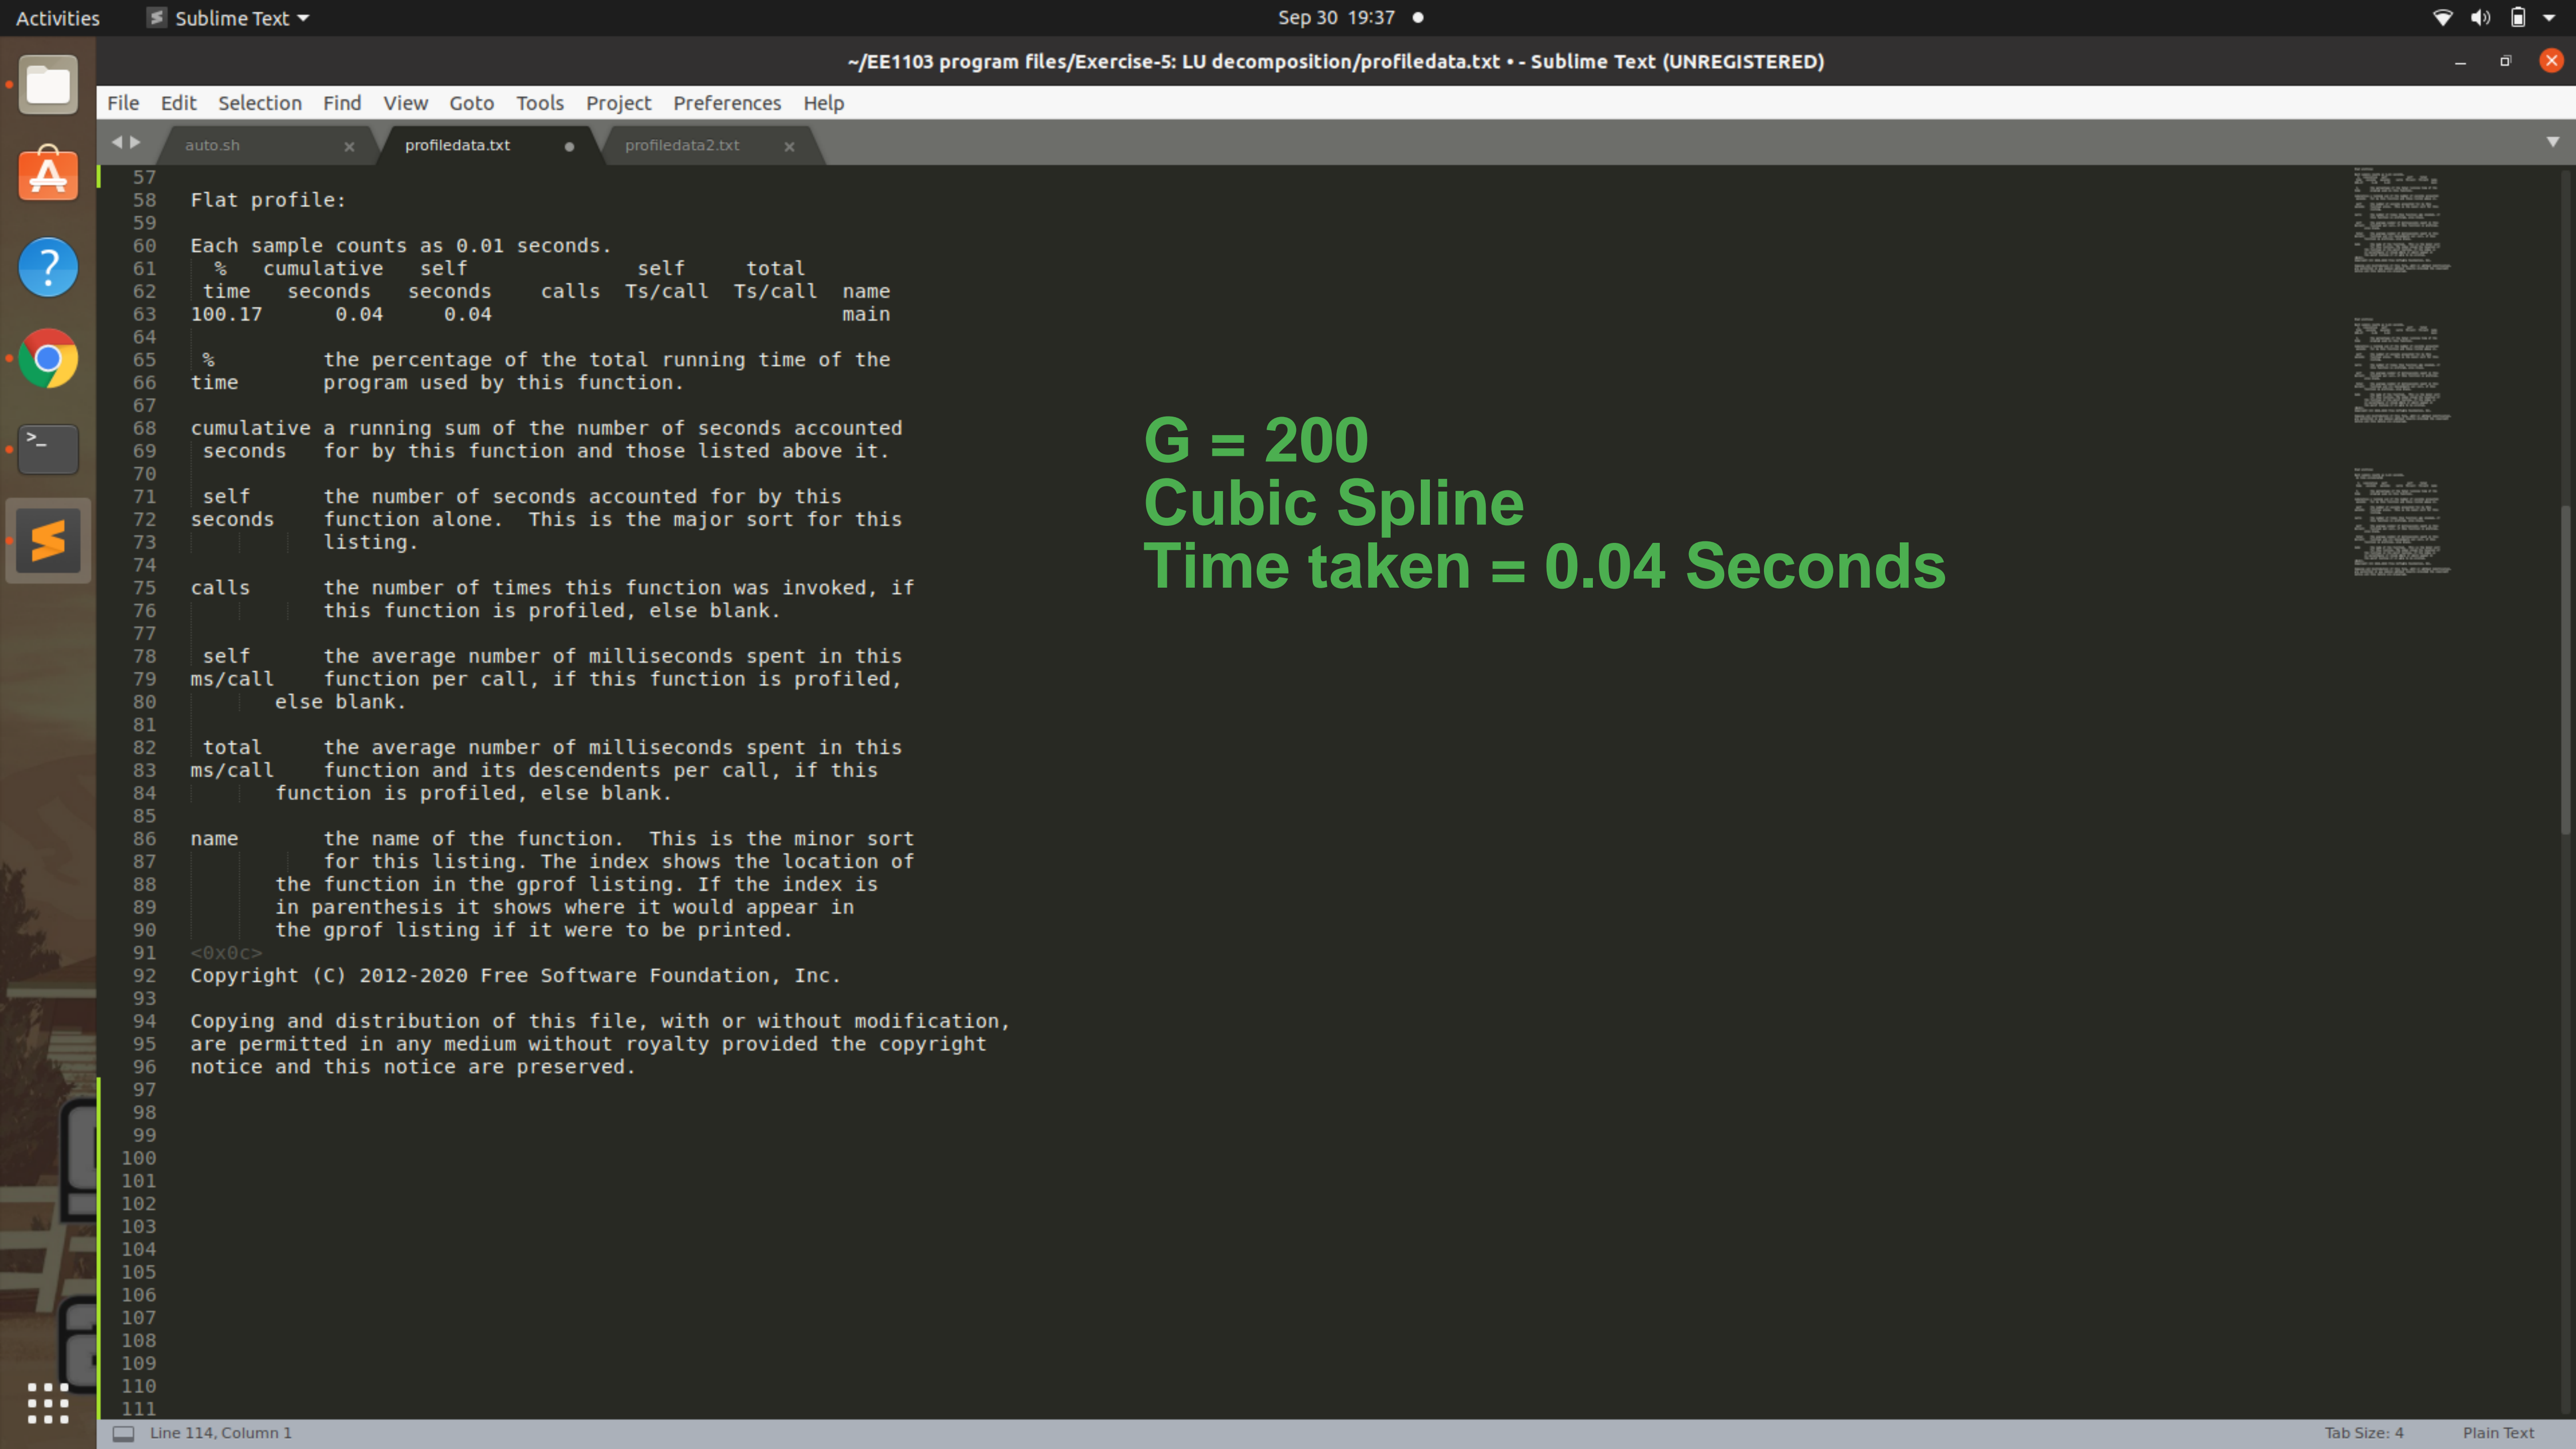 Activities Sublime Text Sep 30 19:37
~/EE1103 program files/Exercise-5: LU decomposition/profiledata.txt • - Sublime Text (UNREGISTERED)
File Edit Selection Find View Goto Tools Project Preferences Help
auto.sh profiledata.txt profiledata2.txt
57
58 Flat profile:
59
60 Each sample counts as 0.01 seconds.
61 % cumulative self self total
62 time seconds seconds calls Ts/call Ts/call name
63 100.17 0.04 0.04 main
64
65 % the percentage of the total running time of the
66 time program used by this function.
67
68 cumulative a running sum of the number of seconds accounted
69 seconds for by this function and those listed above it.
70
71 self the number of seconds accounted for by this
72 seconds function alone. This is the major sort for this
73 listing.
74
75 calls the number of times this function was invoked, if
76 this function is profiled, else blank.
77
78 self the average number of milliseconds spent in this
79 ms/call function per call, if this function is profiled,
80 else blank.
81
82 total the average number of milliseconds spent in this
83 ms/call function and its descendents per call, if this
84 function is profiled, else blank.
85
86 name the name of the function. This is the minor sort
87 for this listing. The index shows the location of
88 the function in the gprof listing. If the index is
89 in parenthesis it shows where it would appear in
90 the gprof listing if it were to be printed.
91 <0x0c>
92 Copyright (C) 2012-2020 Free Software Foundation, Inc.
93
94 Copying and distribution of this file, with or without modification,
95 are permitted in any medium without royalty provided the copyright
96 notice and this notice are preserved.
97
98
99
100
101
102
103
104
105
106
107
108
109
110
111
G = 200
Cubic Spline
Time taken = 0.04 Seconds
Line 114, Column 1 Tab Size: 4 Plain Text